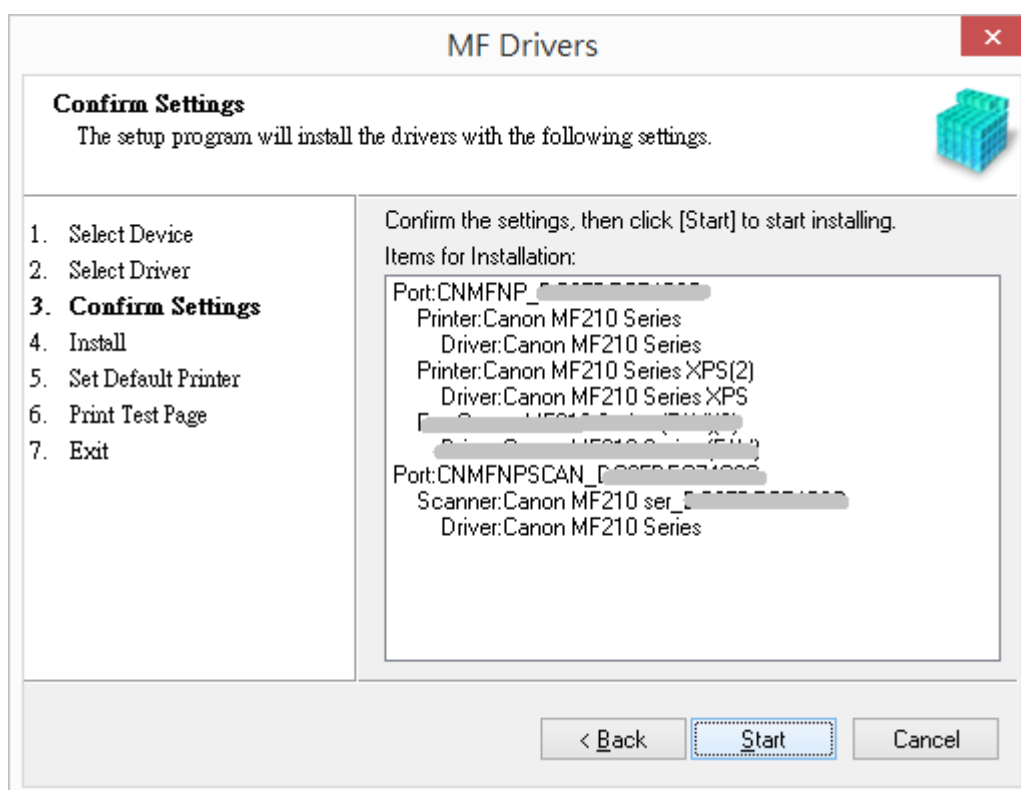 MF Drivers
Confirm Settings
The setup program will install the drivers with the following settings.
1. Select Device
2. Select Driver
3. Confirm Settings
4. Install
5. Set Default Printer
6. Print Test Page
7. Exit
Confirm the settings, then click [Start] to start installing.
Items for Installation:
Port:CNMFNP_
Printer:Canon MF210 Series
Driver:Canon MF210 Series
Printer:Canon MF210 Series XPS(2)
Driver:Canon MF210 Series XPS
Port:CNMFNPSCAN_
Scanner:Canon MF210 ser_
Driver:Canon MF210 Series
< Back
Start
Cancel